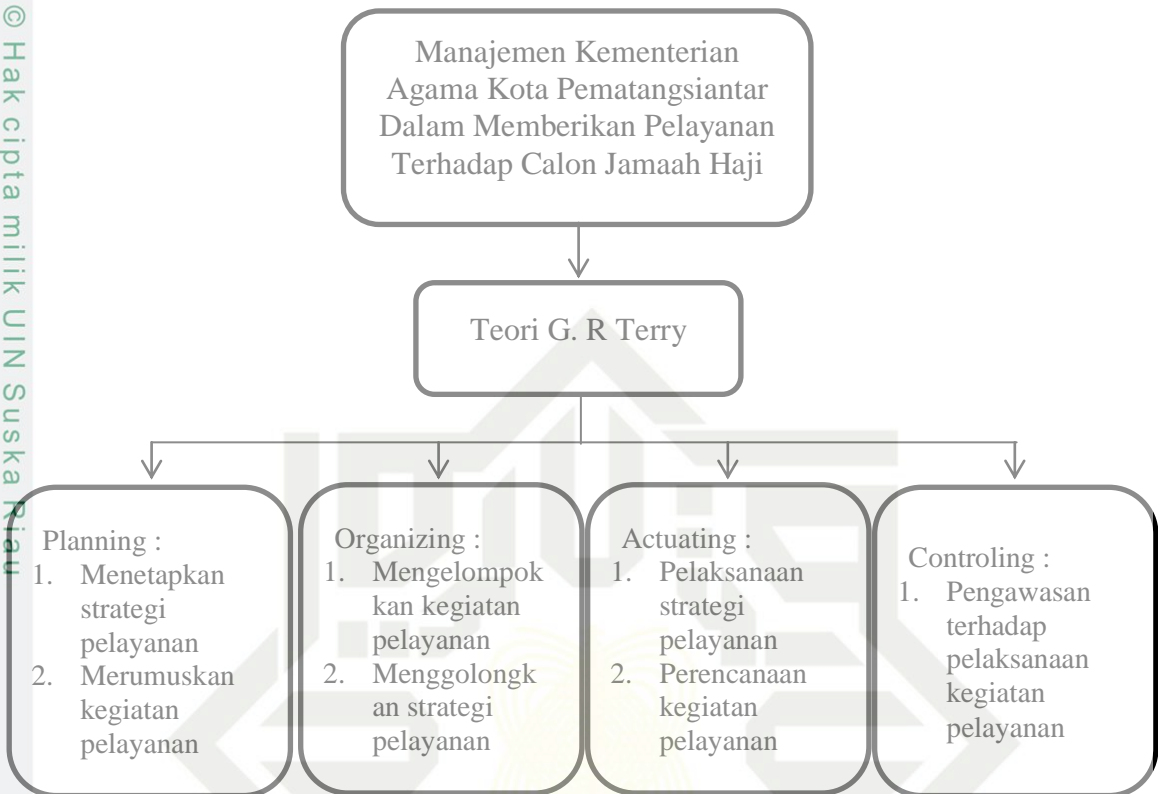 © Hak cipta milik UIN Suska Riau
Manajemen Kementerian
Agama Kota Pematangsiantar
Dalam Memberikan Pelayanan
Terhadap Calon Jamaah Haji
Teori G. R Terry
Planning :
1. Menetapkan
strategi
pelayanan
2. Merumuskan
kegiatan
pelayanan
Organizing :
1. Mengelompok
kan kegiatan
pelayanan
2. Menggolongk
an strategi
pelayanan
Actuating :
1. Pelaksanaan
strategi
pelayanan
2. Perencanaan
kegiatan
pelayanan
Controling :
1. Pengawasan
terhadap
pelaksanaan
kegiatan
pelayanan